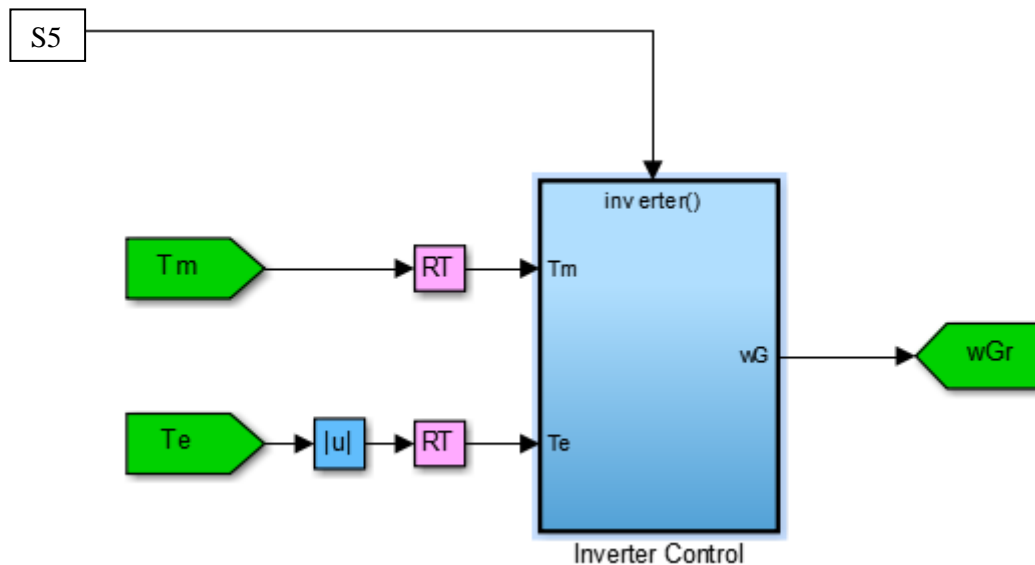 S5
inverter()
Tm
RT
Tm
wG
wGr
Te
|u|
RT
Te
Inverter Control